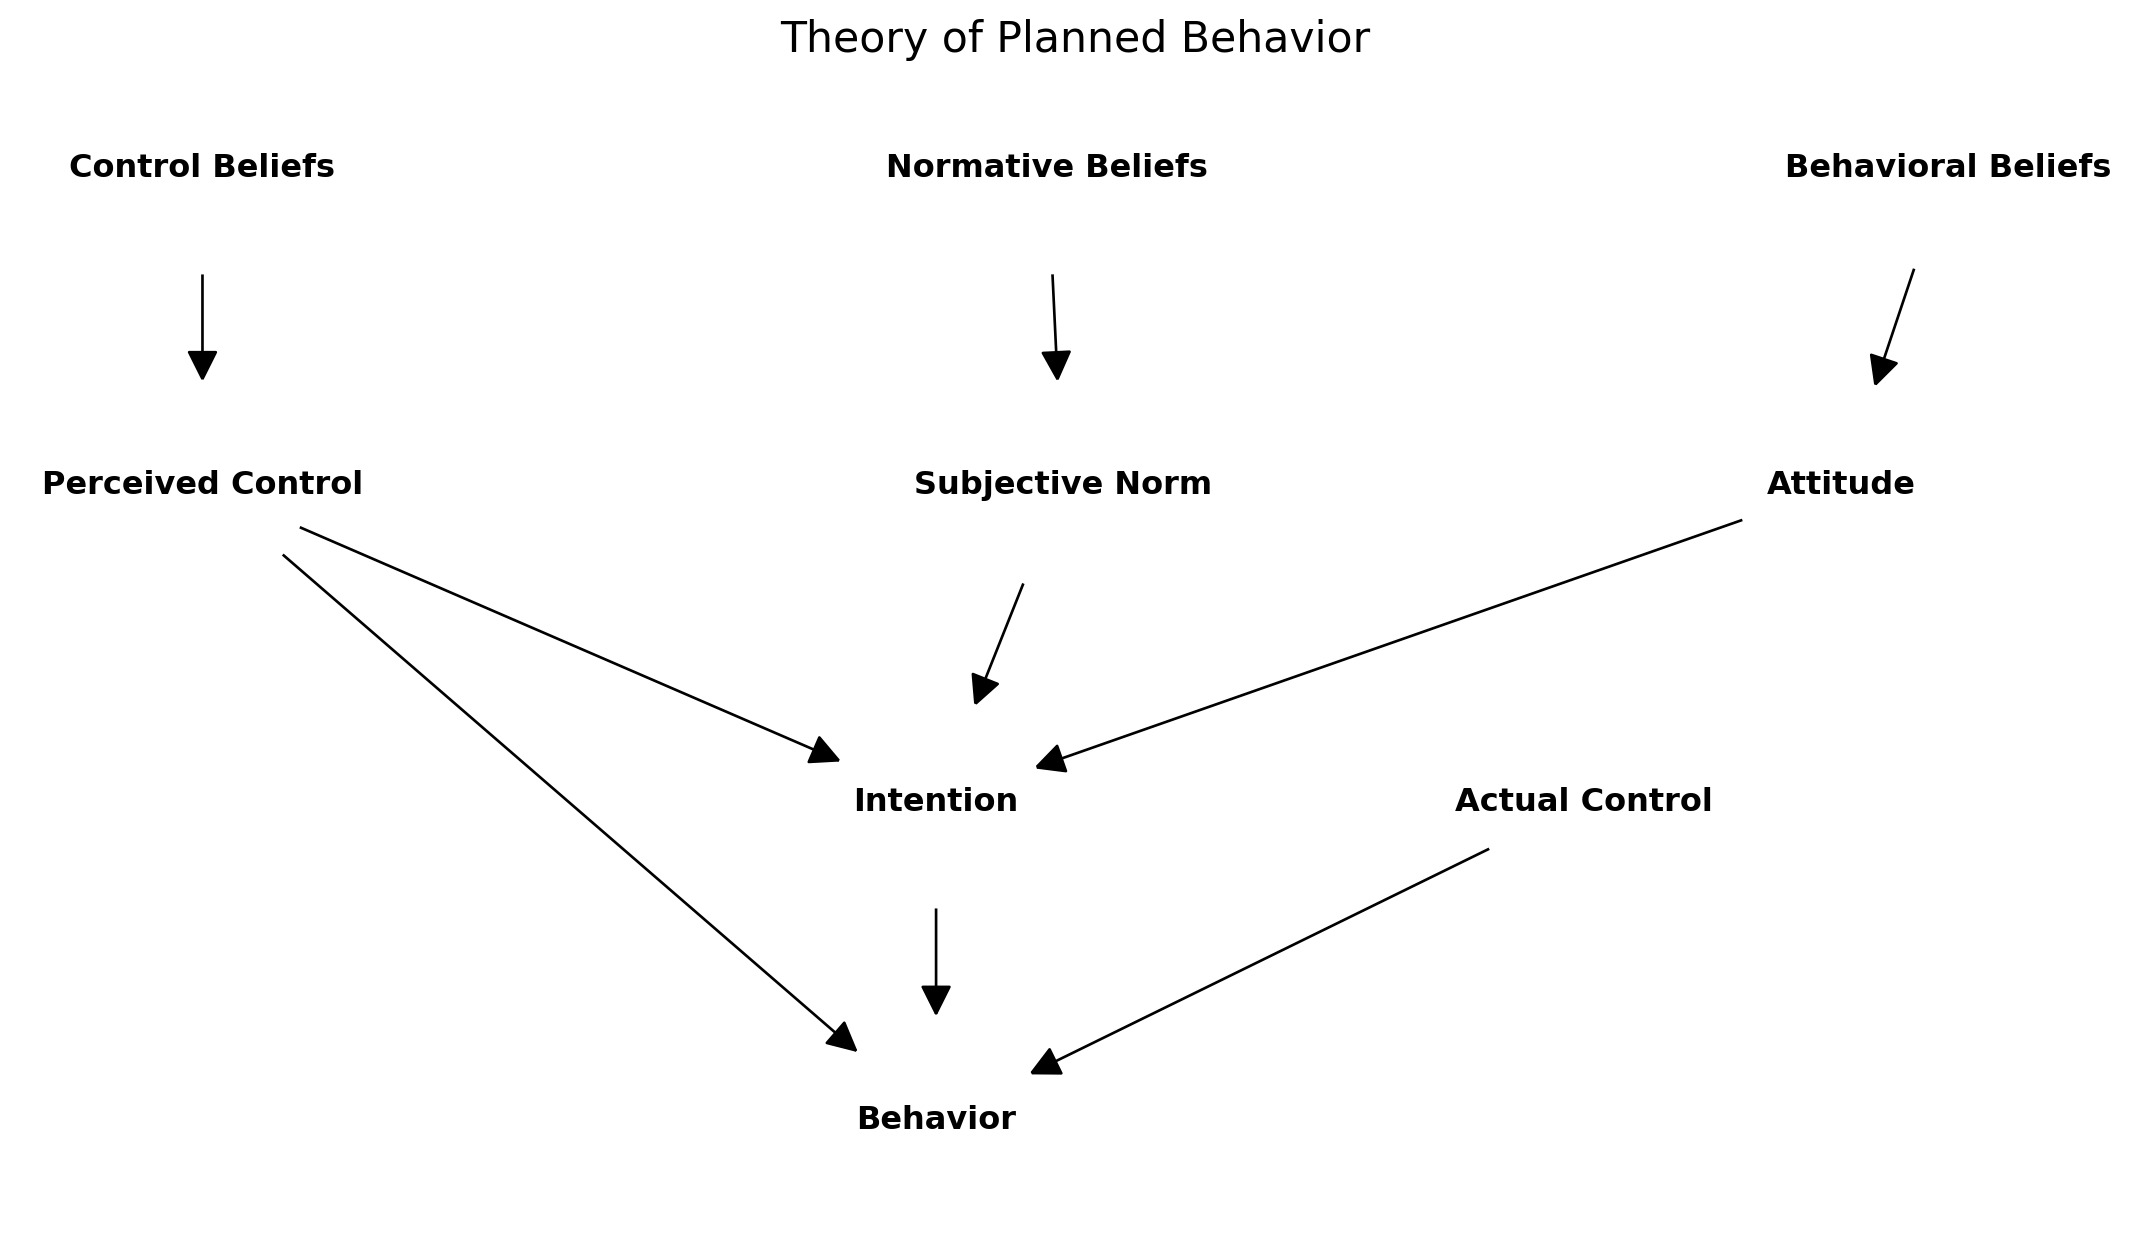 Theory of Planned Behavior
Control Beliefs
Normative Beliefs
Behavioral Beliefs
Perceived Control
Subjective Norm
Attitude
Intention
Actual Control
Behavior